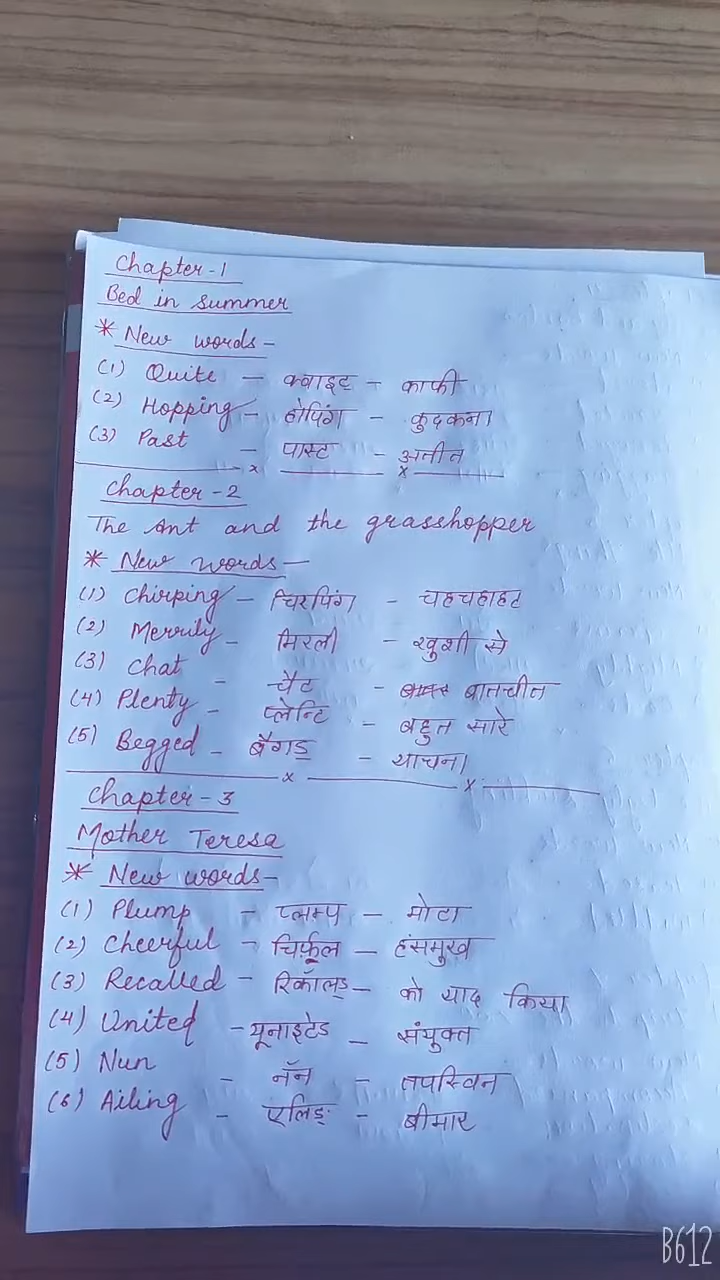 Chapter-1
Bed in summer
* New words -
(1) Quite - क्वाइट - काफी
(2) Hopping - होपिंग - कुदकना
(3) Past - पास्ट - अतीत
x x
Chapter-2
The Ant and the grasshopper
* New words -
(1) Chirping - चिरपिंग - चहचहाहट
(2) Merrily - मिरली - खुशी से
(3) Chat - चैट - बातचीत
(4) Plenty - प्लेन्टि - बहुत सारे
(5) Begged - बैगड् - याचना
x x
Chapter-3
Mother Teresa
* New words -
(1) Plump - प्लम्प - मोटा
(2) Cheerful - चिर्फूल - हंसमुख
(3) Recalled - रिकॉल्ड् - को याद किया
(4) United - यूनाइटेड - संयुक्त
(5) Nun - नॅन - तपस्विन
(6) Ailing - एलिङ् - बीमार
B612